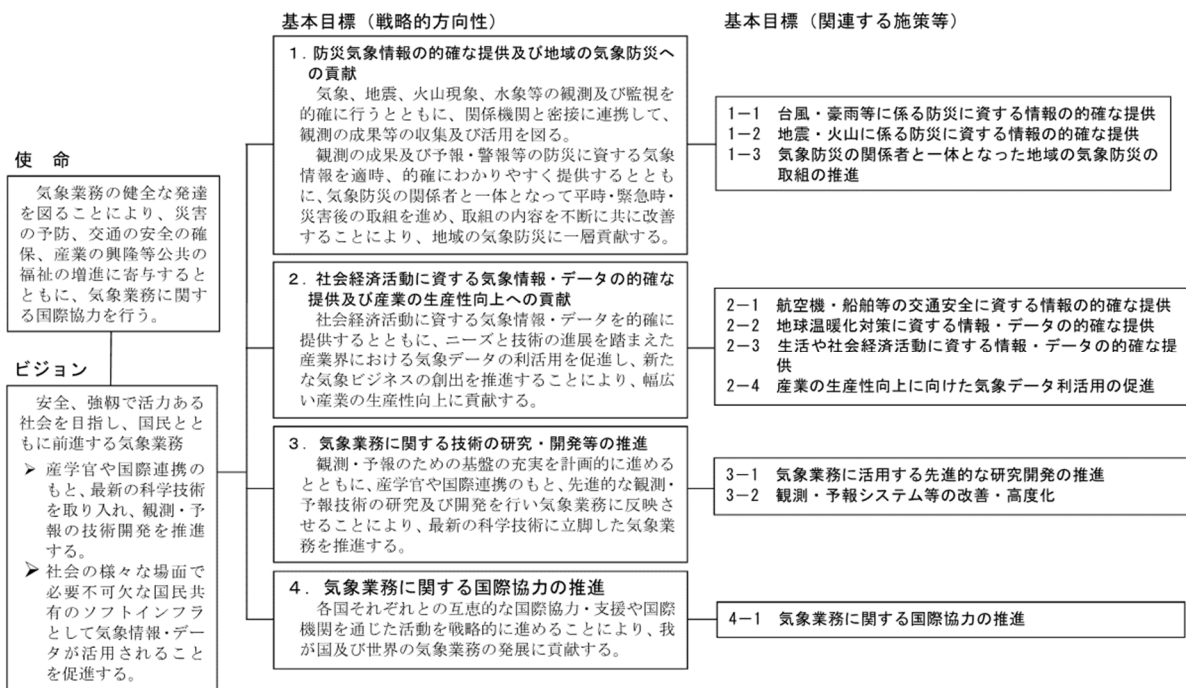 使 命
気象業務の健全な発達
を図ることにより、災害
の予防、交通の安全の確
保、産業の興隆等公共の
福祉の増進に寄与すると
ともに、気象業務に関する
国際協力を行う。
ビジョン
安全、強靱で活力ある
社会を目指し、国民とと
もに前進する気象業務
➢ 産学官や国際連携の
もと、最新の科学技術
を取り入れ、観測・予
報の技術開発を推進
する。
➢ 社会の様々な場面で
必要不可欠な国民共
有のソフトインフラ
として気象情報・デー
タが活用されることを
を促進する。
基本目標（戦略的方向性）
１．防災気象情報の的確な提供及び地域の気象防災へ
の貢献
気象、地震、火山現象、水象等の観測及び監視を
的確に行うとともに、関係機関と密接に連携して、
観測の成果等の収集及び活用を図る。
観測の成果及び予報・警報等の防災に資する気象
情報を適時、的確にわかりやすく提供するととも
に、気象防災の関係者と一体となって平時・緊急時・
災害後の取組を進め、取組の内容を不断に共に改善
することにより、地域の気象防災に一層貢献する。
２．社会経済活動に資する気象情報・データの的確な
提供及び産業の生産性向上への貢献
社会経済活動に資する気象情報・データを的確に
提供するとともに、ニーズと技術の進展を踏まえた
産業界における気象データの利活用を促進し、新た
な気象ビジネスの創出を推進することにより、幅広
い産業の生産性向上に貢献する。
３．気象業務に関する技術の研究・開発等の推進
観測・予報のための基盤の充実を計画的に進める
とともに、産学官や国際連携のもと、先進的な観測・
予報技術の研究及び開発を行い気象業務に反映
させることにより、最新の科学技術に立脚した気象業
務を推進する。
４．気象業務に関する国際協力の推進
各国それぞれとの互恵的な国際協力・支援や国際
機関を通じた活動を戦略的に進めることにより、我
が国及び世界の気象業務の発展に貢献する。
基本目標（関連する施策等）
１－１ 台風・豪雨等に係る防災に資する情報の的確な提供
１－２ 地震・火山に係る防災に資する情報の的確な提供
１－３ 気象防災の関係者と一体となった地域の気象防災の
取組の推進
２－１ 航空機・船舶等の交通安全に資する情報の的確な提供
２－２ 地球温暖化対策に資する情報・データの的確な提供
２－３ 生活や社会経済活動に資する情報・データの的確な提
供
２－４ 産業の生産性向上に向けた気象データ利活用の促進
３－１ 気象業務に活用する先進的な研究開発の推進
３－２ 観測・予報システム等の改善・高度化
４－１ 気象業務に関する国際協力の推進